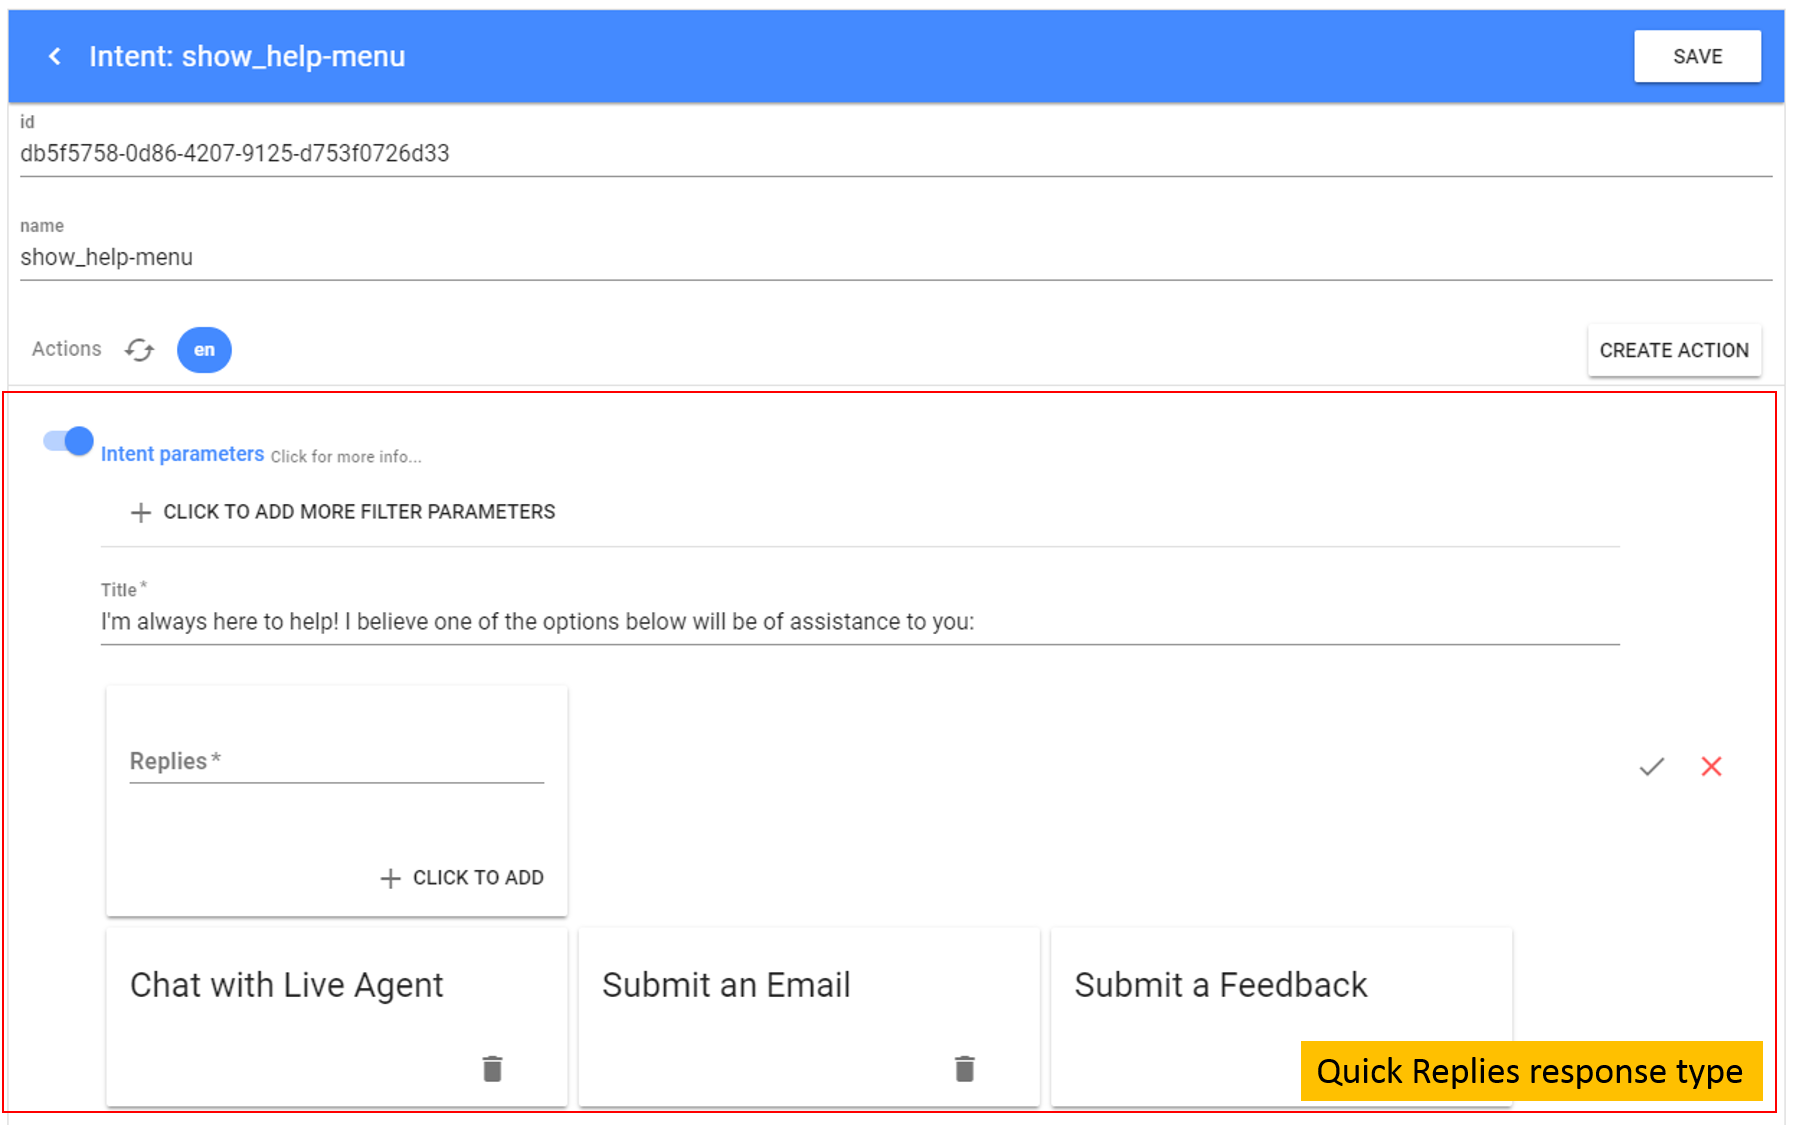 Intent: show_help-menu
SAVE
id
db5f5758-0d86-4207-9125-d753f0726d33
name
show_help-menu
Actions
en
CREATE ACTION
Intent parameters Click for more info...
CLICK TO ADD MORE FILTER PARAMETERS
Title*
I'm always here to help! I believe one of the options below will be of assistance to you:
Replies*
CLICK TO ADD
Chat with Live Agent
Submit an Email
Submit a Feedback
Quick Replies response type